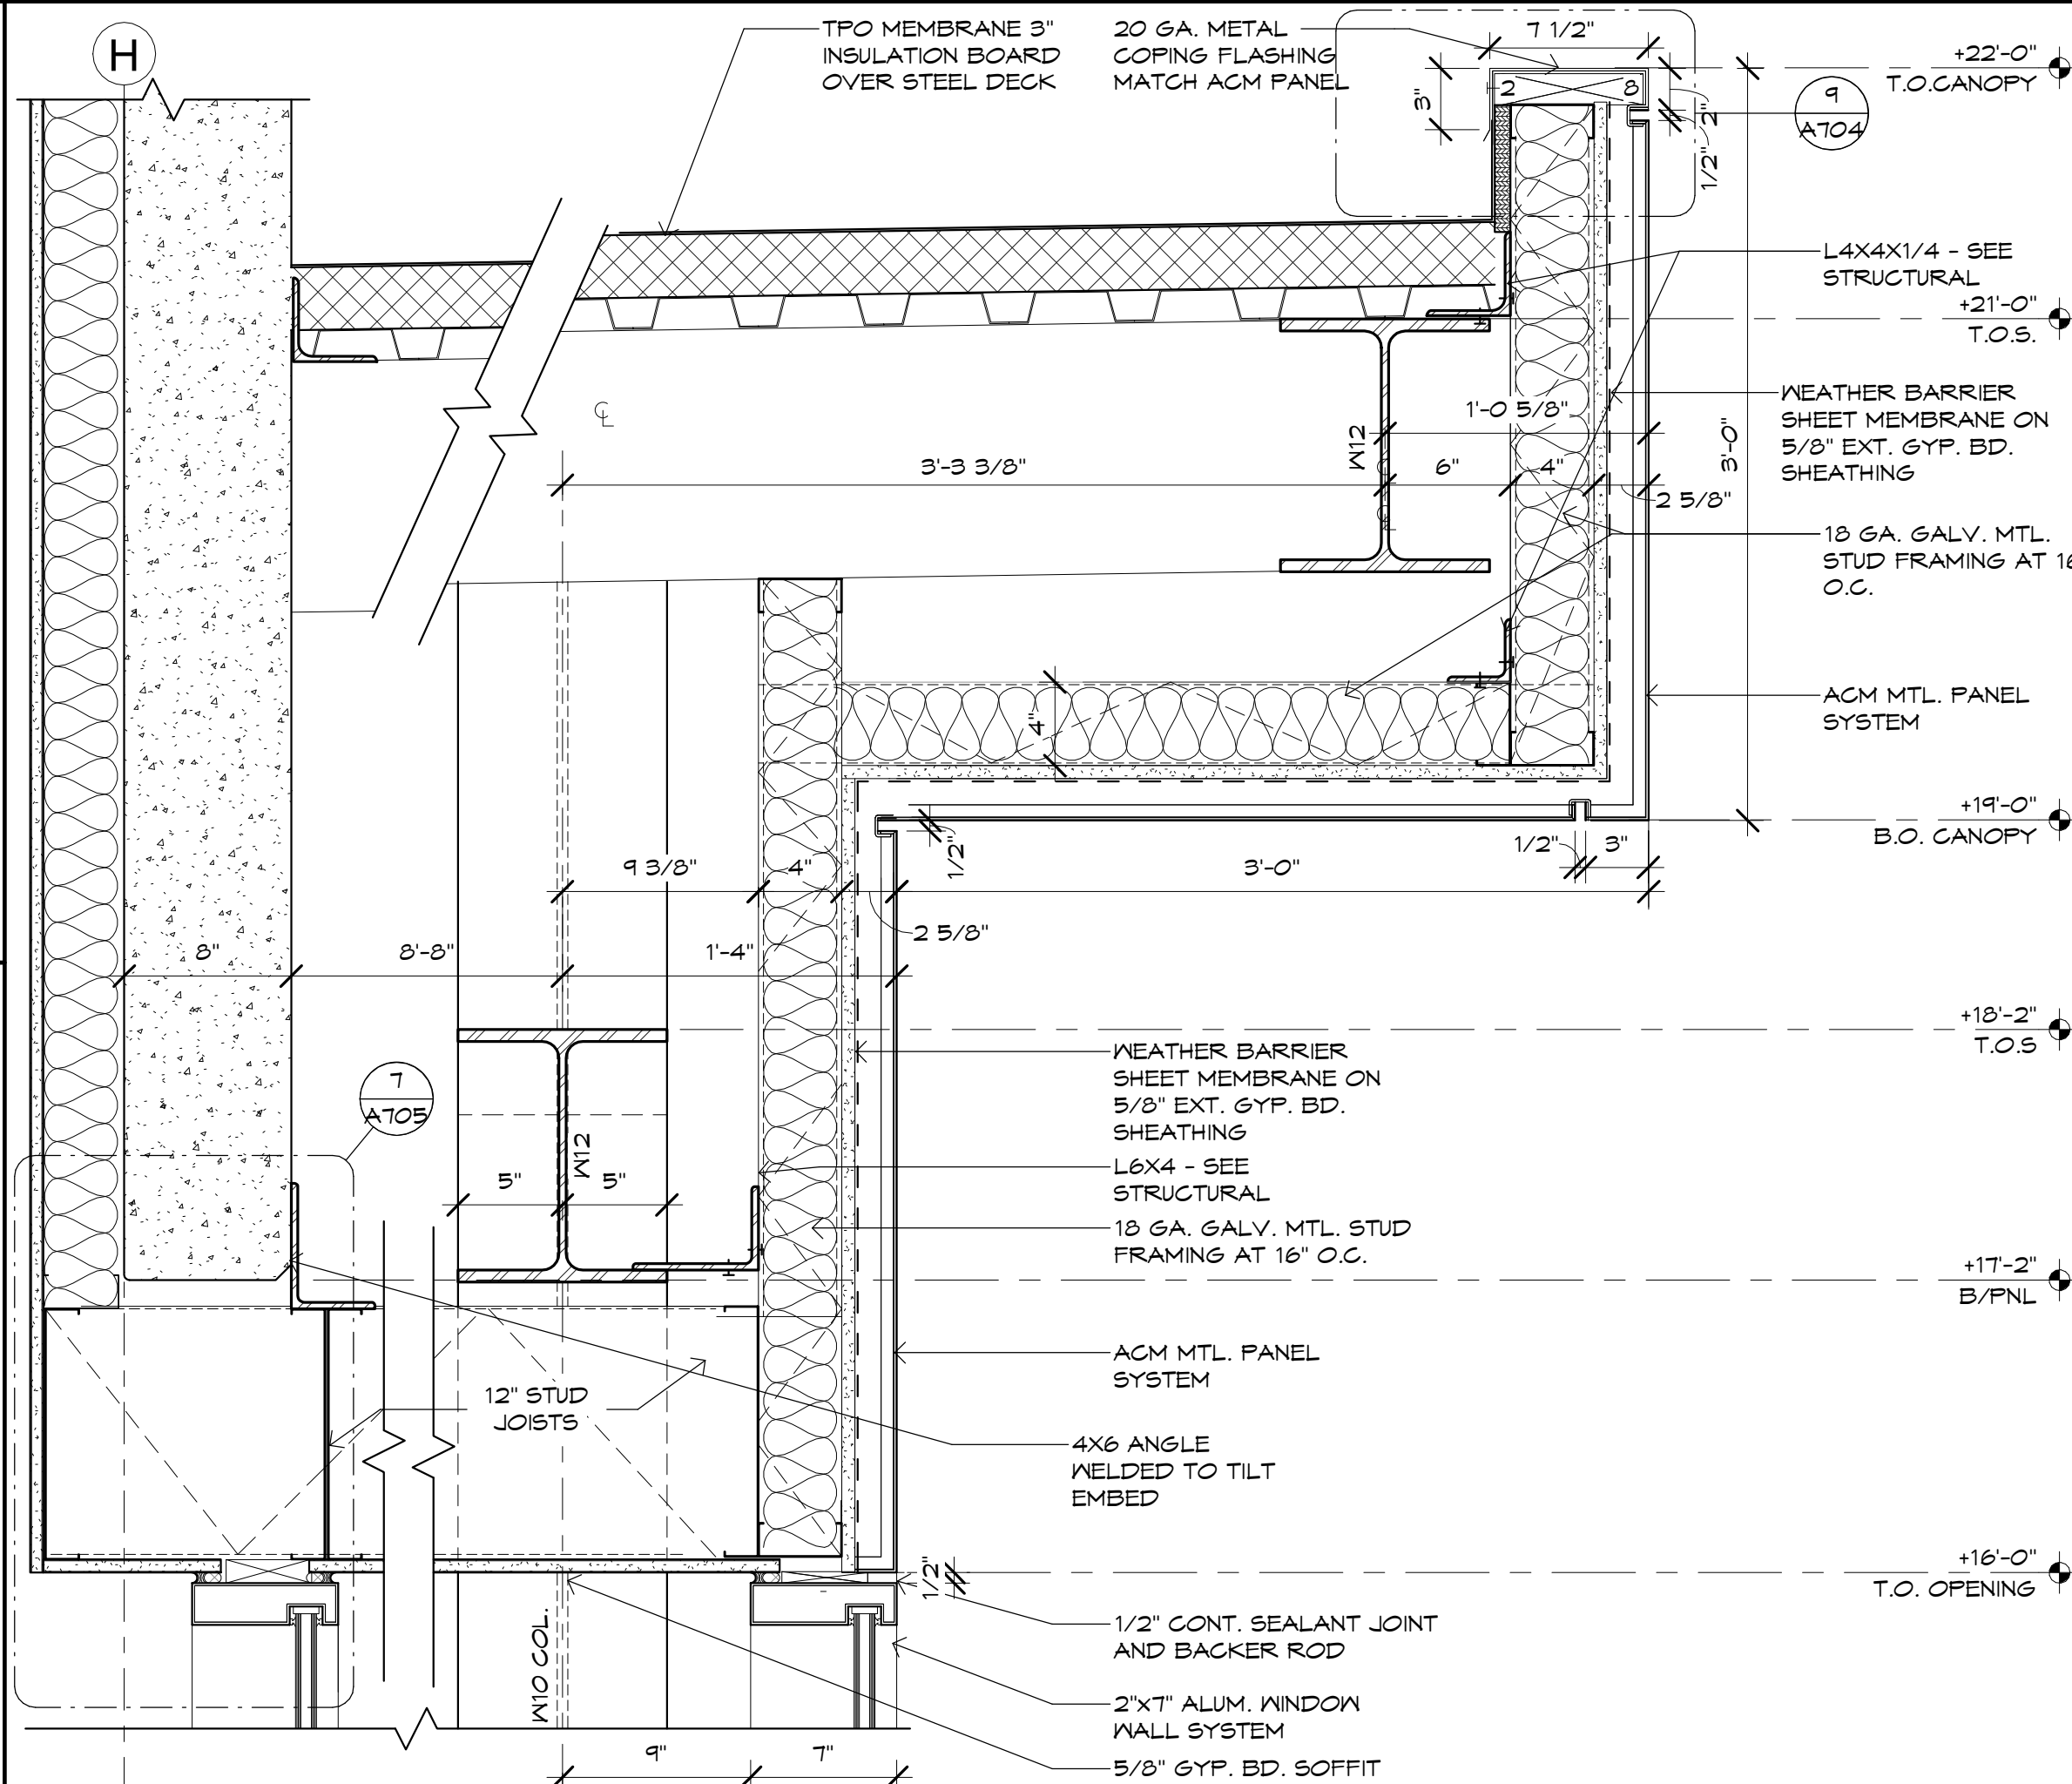 H
TPO MEMBRANE 3"
INSULATION BOARD
OVER STEEL DECK
20 GA. METAL
COPING FLASHING
MATCH ACM PANEL
7 1/2"
+22'-0"
T.O.CANOPY
3"
2
8
2"
1/2"
9
A704
L4X4X1/4 - SEE
STRUCTURAL
+21'-0"
T.O.S.
WEATHER BARRIER
SHEET MEMBRANE ON
5/8" EXT. GYP. BD.
SHEATHING
CL
1'-0 5/8"
W12
3'-3 3/8"
6"
4"
2 5/8"
3'-0"
18 GA. GALV. MTL.
STUD FRAMING AT 16
O.C.
ACM MTL. PANEL
SYSTEM
4"
+19'-0"
B.O. CANOPY
1/2"
1/2"
3"
9 3/8"
4"
3'-0"
2 5/8"
8"
8'-8"
1'-4"
+18'-2"
T.O.S
WEATHER BARRIER
SHEET MEMBRANE ON
5/8" EXT. GYP. BD.
SHEATHING
7
A705
W12
5"
5"
L6X4 - SEE
STRUCTURAL
18 GA. GALV. MTL. STUD
FRAMING AT 16" O.C.
+17'-2"
B/PNL
ACM MTL. PANEL
SYSTEM
12" STUD
JOISTS
4X6 ANGLE
WELDED TO TILT
EMBED
+16'-0"
T.O. OPENING
1/2"
1/2" CONT. SEALANT JOINT
AND BACKER ROD
W10 COL.
2"x7" ALUM. WINDOW
WALL SYSTEM
9"
7"
5/8" GYP. BD. SOFFIT